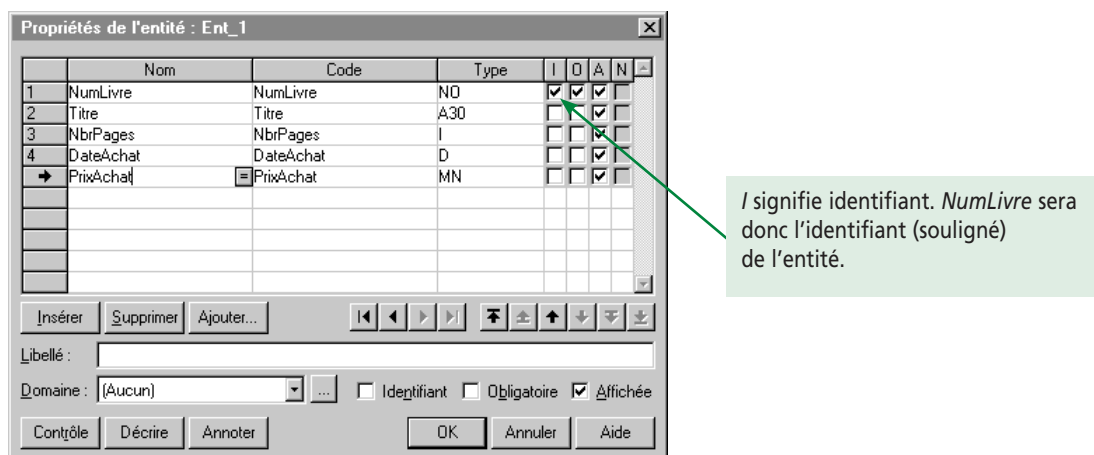 Propriétés de l'entité : Ent_1
Nom Code Type I O A N
1 NumLivre NumLivre NO
2 Titre Titre A30
3 NbrPages NbrPages I
4 DateAchat DateAchat D
PrixAchat = PrixAchat MN
I signifie identifiant. NumLivre sera
donc l'identifiant (souligné)
de l'entité.
Insérer Supprimer Ajouter...
Libellé :
Domaine : (Aucun) ... Identifiant Obligatoire Affichée
Contrôle Décrire Annoter OK Annuler Aide